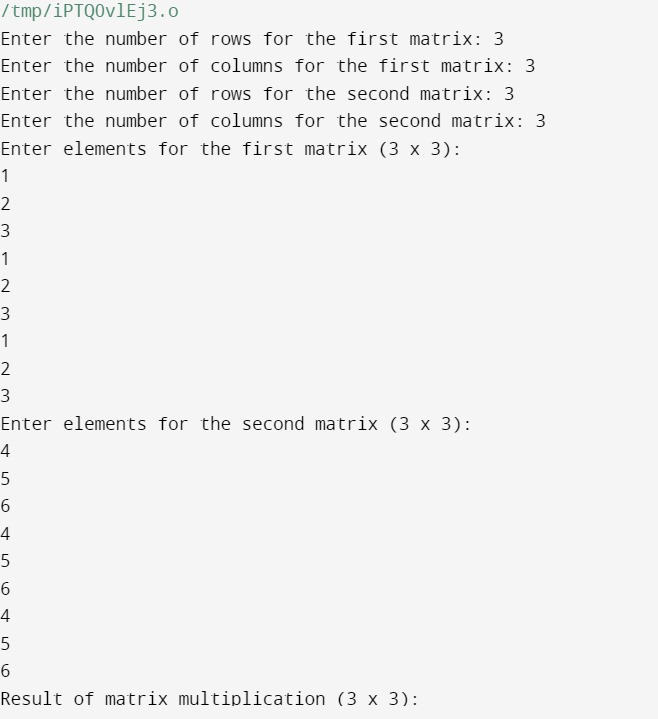 /tmp/iPTQOvlEj3.o
Enter the number of rows for the first matrix: 3
Enter the number of columns for the first matrix: 3
Enter the number of rows for the second matrix: 3
Enter the number of columns for the second matrix: 3
Enter elements for the first matrix (3 x 3):
1
2
3
1
2
3
1
2
3
Enter elements for the second matrix (3 x 3):
4
5
6
4
5
6
4
5
6
Result of matrix multiplication (3 x 3):